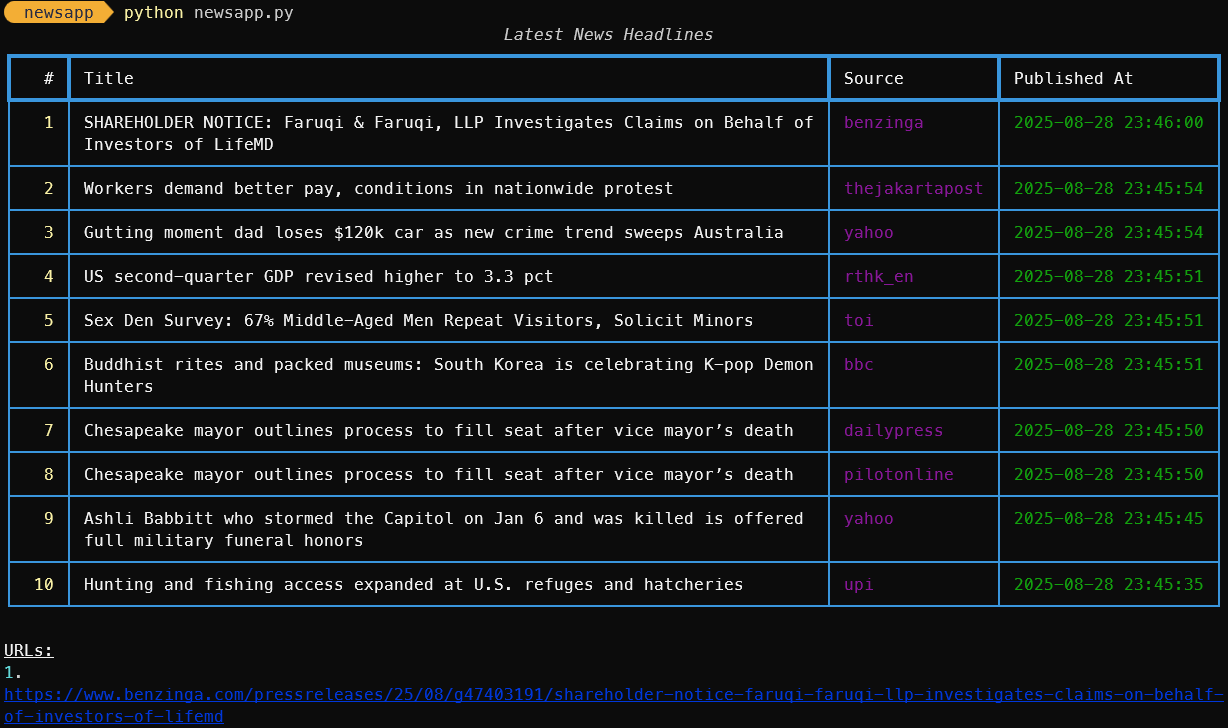 newsapp python newsapp.py
Latest News Headlines
# Title Source Published At
1 SHAREHOLDER NOTICE: Faruqi & Faruqi, LLP Investigates Claims on Behalf of benzinga 2025-08-28 23:46:00
Investors of LifeMD
2 Workers demand better pay, conditions in nationwide protest thejakartapost 2025-08-28 23:45:54
3 Gutting moment dad loses $120k car as new crime trend sweeps Australia yahoo 2025-08-28 23:45:54
4 US second-quarter GDP revised higher to 3.3 pct rthk_en 2025-08-28 23:45:51
5 Sex Den Survey: 67% Middle-Aged Men Repeat Visitors, Solicit Minors toi 2025-08-28 23:45:51
6 Buddhist rites and packed museums: South Korea is celebrating K-pop Demon bbc 2025-08-28 23:45:51
Hunters
7 Chesapeake mayor outlines process to fill seat after vice mayor’s death dailypress 2025-08-28 23:45:50
8 Chesapeake mayor outlines process to fill seat after vice mayor’s death pilotonline 2025-08-28 23:45:50
9 Ashli Babbitt who stormed the Capitol on Jan 6 and was killed is offered yahoo 2025-08-28 23:45:45
full military funeral honors
10 Hunting and fishing access expanded at U.S. refuges and hatcheries upi 2025-08-28 23:45:35
URLs:
1.
https://www.benzinga.com/pressreleases/25/08/g47403191/shareholder-notice-faruqi-faruqi-llp-investigates-claims-on-behalf-
of-investors-of-lifemd